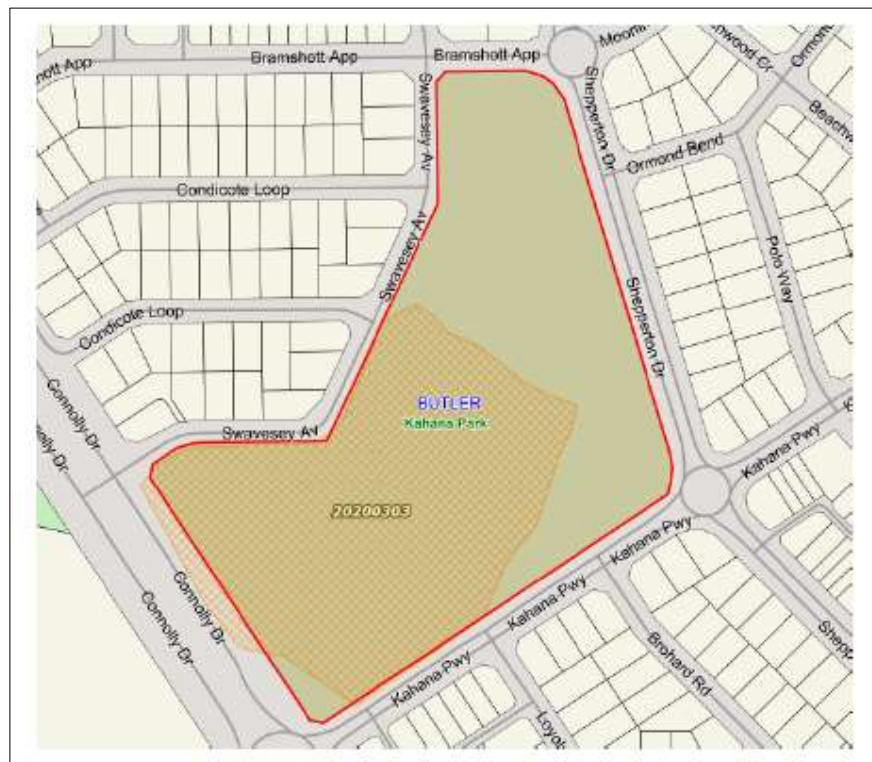 Bramshott App
Bramshott App
Swavesey Av
Shepperton Dr
Ormond Bend
Condicote Loop
Swavesey Av
Polo Way
Shepperton Dr
Condicote Loop
BUTLER
Kahana Park
Connolly Dr
Swavesey Av
Kahana Pwy
20200303
Kahana Pwy
Connolly Dr
Connolly Dr
Kahana Pwy
Kahana Pwy
Brohard Rd